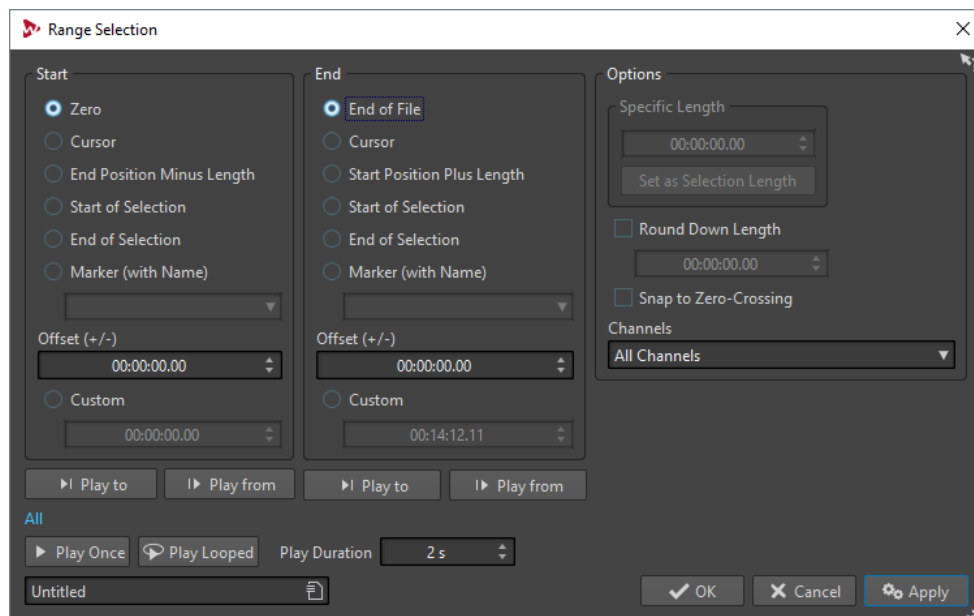 Range Selection
Start
Zero
Cursor
End Position Minus Length
Start of Selection
End of Selection
Marker (with Name)
Offset (+/-)
00:00:00.00
Custom
00:00:00.00
Play to
Play from
End
End of File
Cursor
Start Position Plus Length
Start of Selection
End of Selection
Marker (with Name)
Offset (+/-)
00:00:00.00
Custom
00:14:12.11
Play to
Play from
Options
Specific Length
00:00:00.00
Set as Selection Length
Round Down Length
00:00:00.00
Snap to Zero-Crossing
Channels
All Channels
All
Play Once
Play Looped
Play Duration
2 s
Untitled
OK
Cancel
Apply